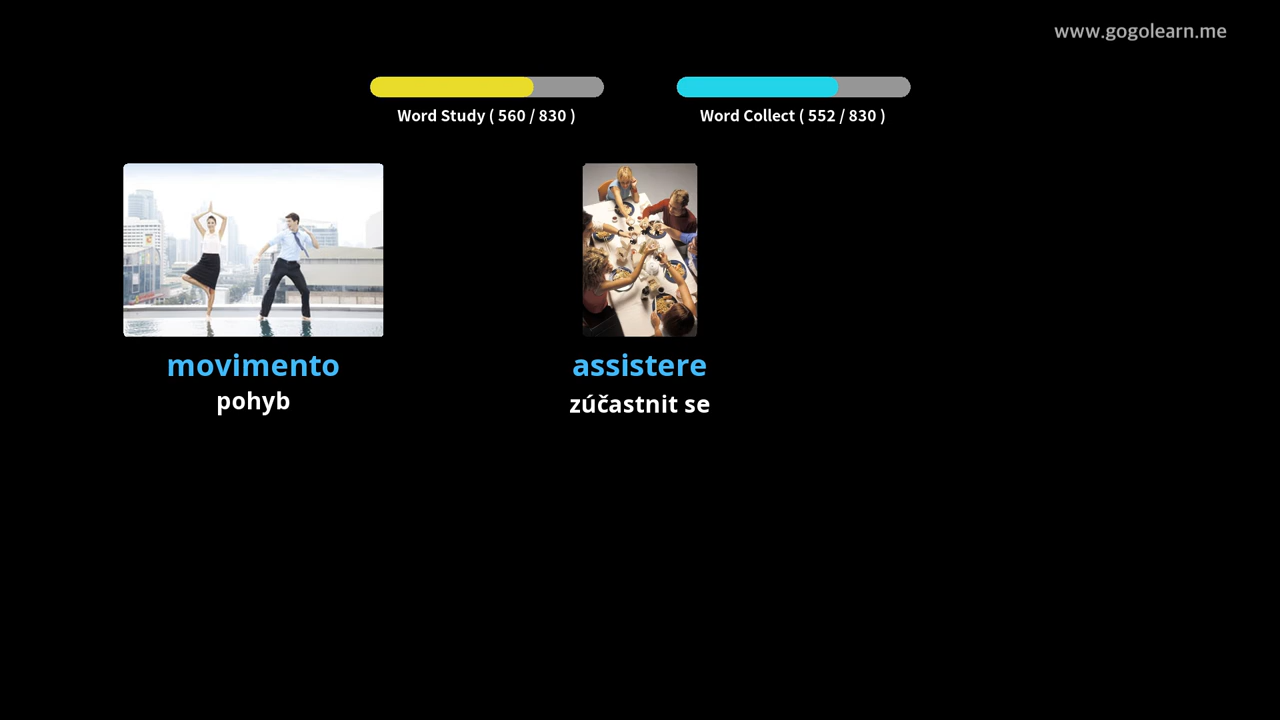 www.gogolearn.me
Word Study ( 560 / 830 )
Word Collect ( 552 / 830 )
movimento
pohyb
assistere
zúčastnit se